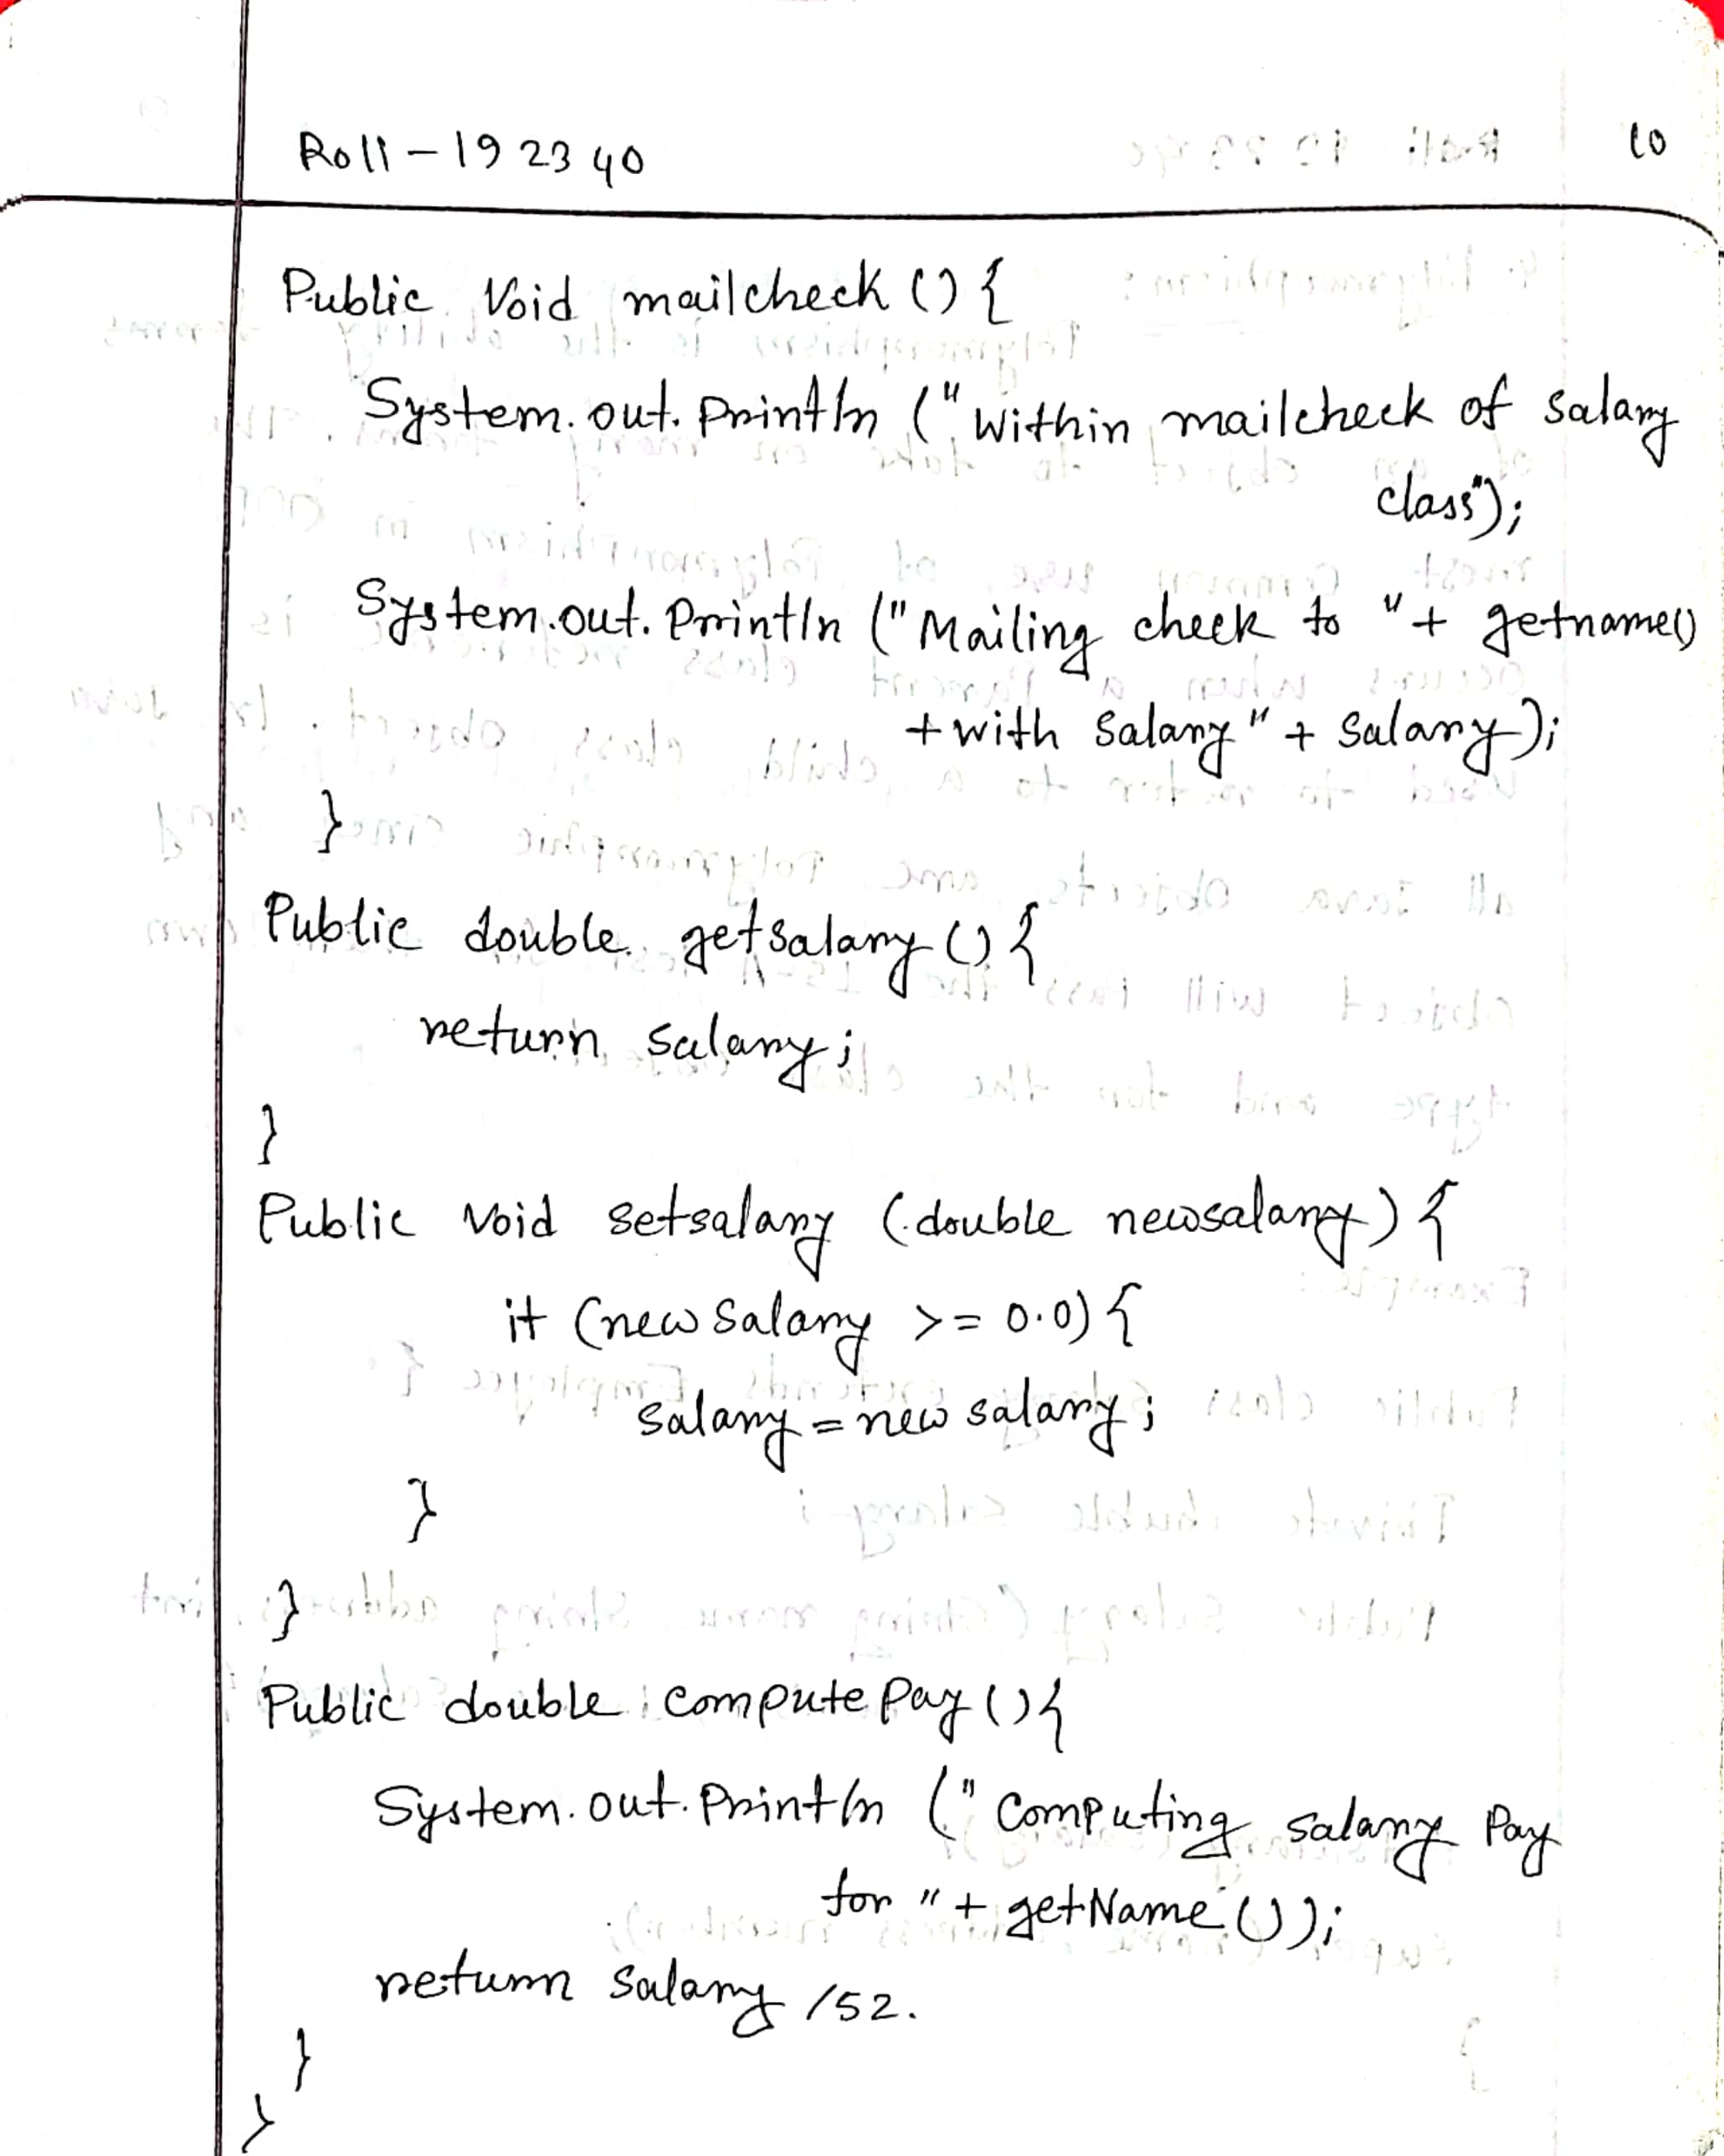 Roll-192340 10
Public Void mailcheck () {
System.out.println ("Within mailcheck of salary
class");
System.out.Println ("Mailing check to "+ getname()
+with salary" + salary);
}
Public double getsalary () {
return salary;
}
Public void setsalary (double newsalary) {
if (new salary >= 0.0) {
salary = new salary;
}
}
Public double compute Pay () {
System.out.Println ("Computing salary Pay
for "+ getName ());
return salary /52.
}
}